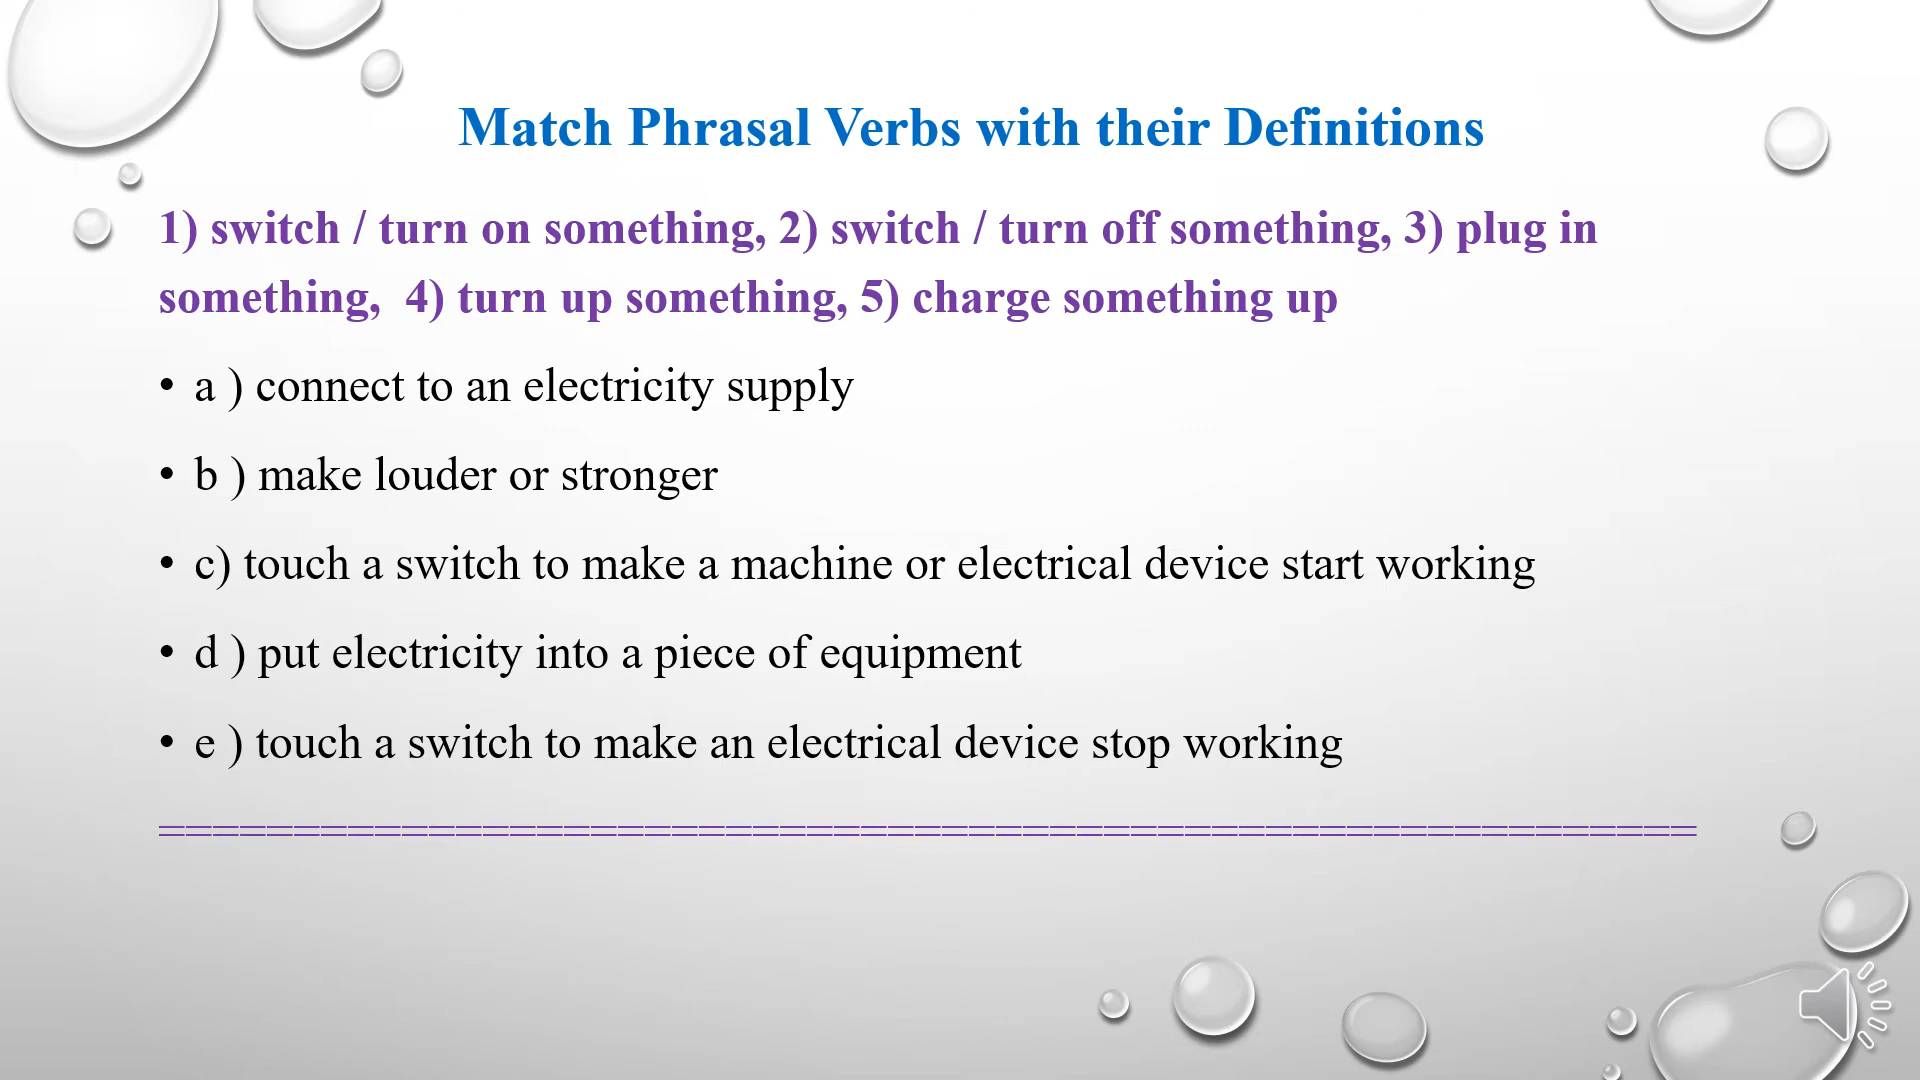 Match Phrasal Verbs with their Definitions
1) switch / turn on something, 2) switch / turn off something, 3) plug in
something,  4) turn up something, 5) charge something up
• a ) connect to an electricity supply
• b ) make louder or stronger
• c) touch a switch to make a machine or electrical device start working
• d ) put electricity into a piece of equipment
• e ) touch a switch to make an electrical device stop working
=========================================================